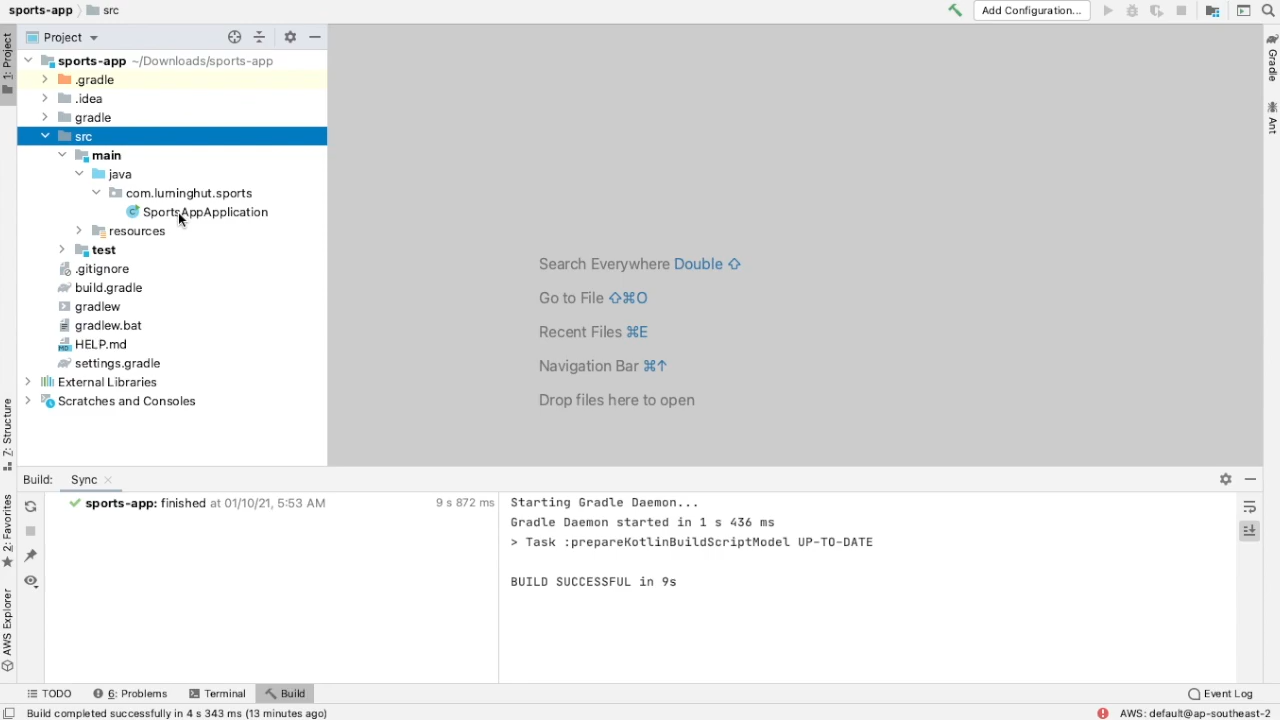 sports-app
src
Add Configuration...
1: Project
Project
sports-app ~/Downloads/sports-app
.gradle
.idea
gradle
src
main
java
com.luminghut.sports
SportsAppApplication
resources
test
.gitignore
build.gradle
gradlew
gradlew.bat
HELP.md
settings.gradle
External Libraries
Scratches and Consoles
Search Everywhere Double ⇧
Go to File ⇧⌘O
Recent Files ⌘E
Navigation Bar ⌘↑
Drop files here to open
Gradle
Ant
Z: Structure
2: Favorites
AWS Explorer
Build: Sync
sports-app: finished at 01/10/21, 5:53 AM 9 s 872 ms
Starting Gradle Daemon...
Gradle Daemon started in 1 s 436 ms
> Task :prepareKotlinBuildScriptModel UP-TO-DATE
BUILD SUCCESSFUL in 9s
TODO
6: Problems
Terminal
Build
Event Log
Build completed successfully in 4 s 343 ms (13 minutes ago)
AWS: default@ap-southeast-2